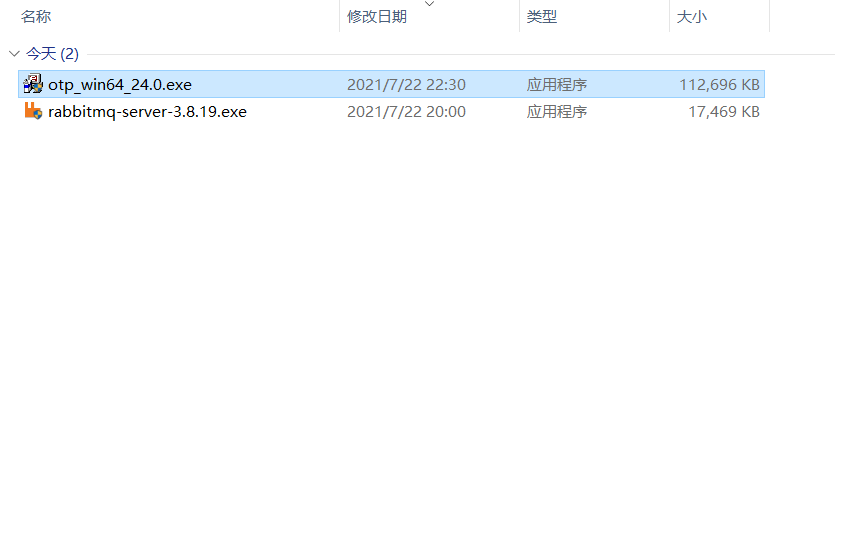 名称 修改日期 类型 大小
今天 (2)
otp_win64_24.0.exe 2021/7/22 22:30 应用程序 112,696 KB
rabbitmq-server-3.8.19.exe 2021/7/22 20:00 应用程序 17,469 KB